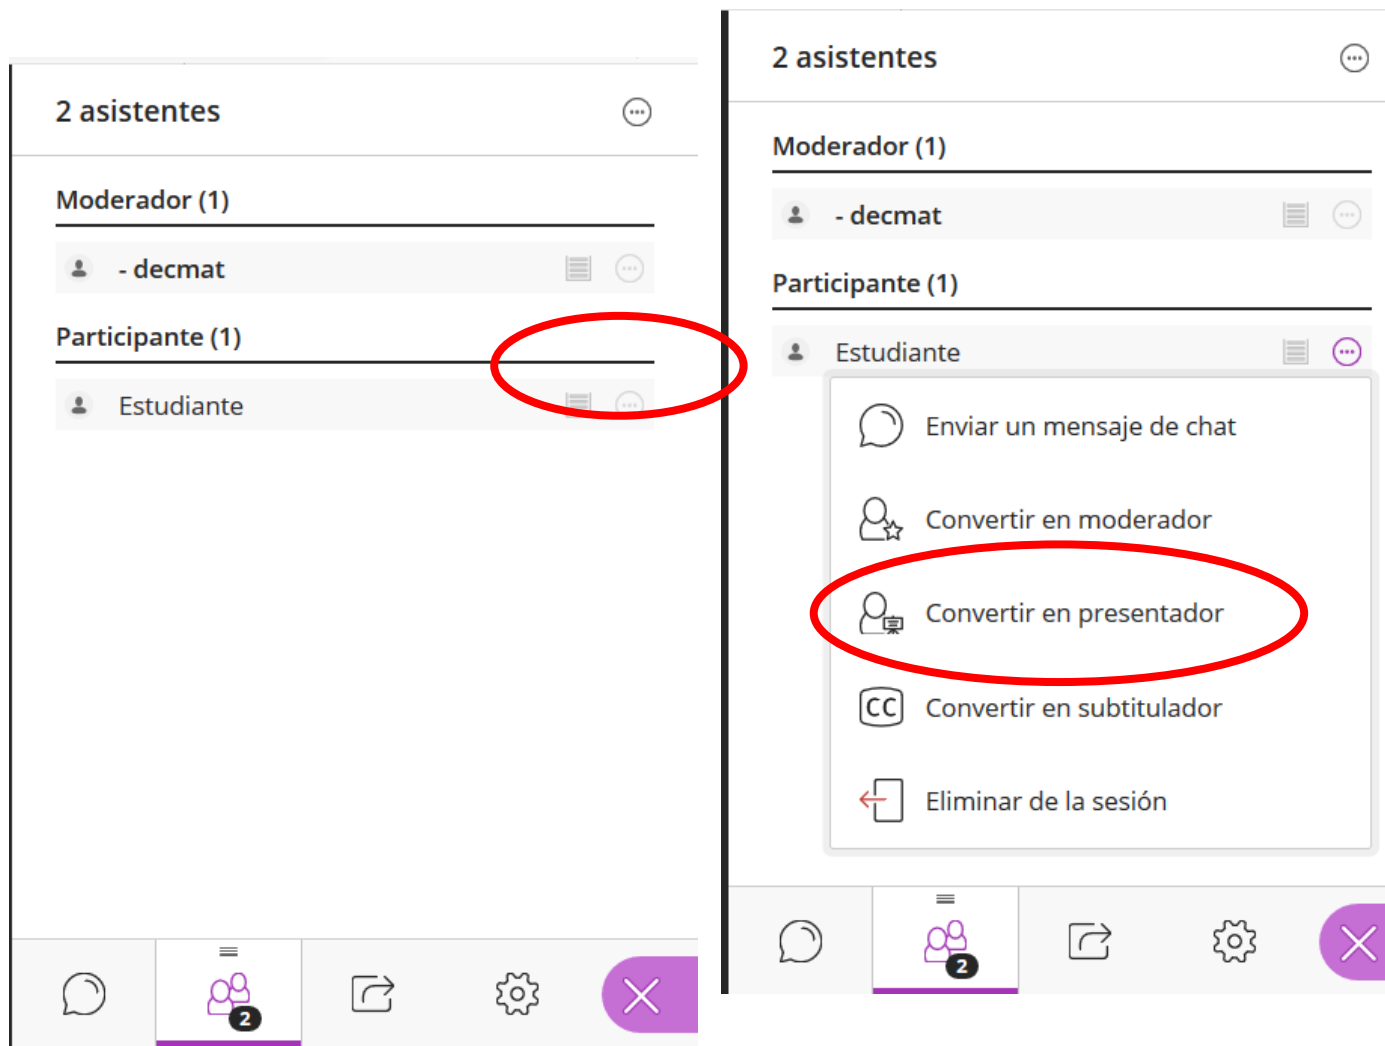 2 asistentes
Moderador (1)
- decmat
Participante (1)
Estudiante
2
2 asistentes
Moderador (1)
- decmat
Participante (1)
Estudiante
Enviar un mensaje de chat
Convertir en moderador
Convertir en presentador
CC Convertir en subtitulador
Eliminar de la sesión
2